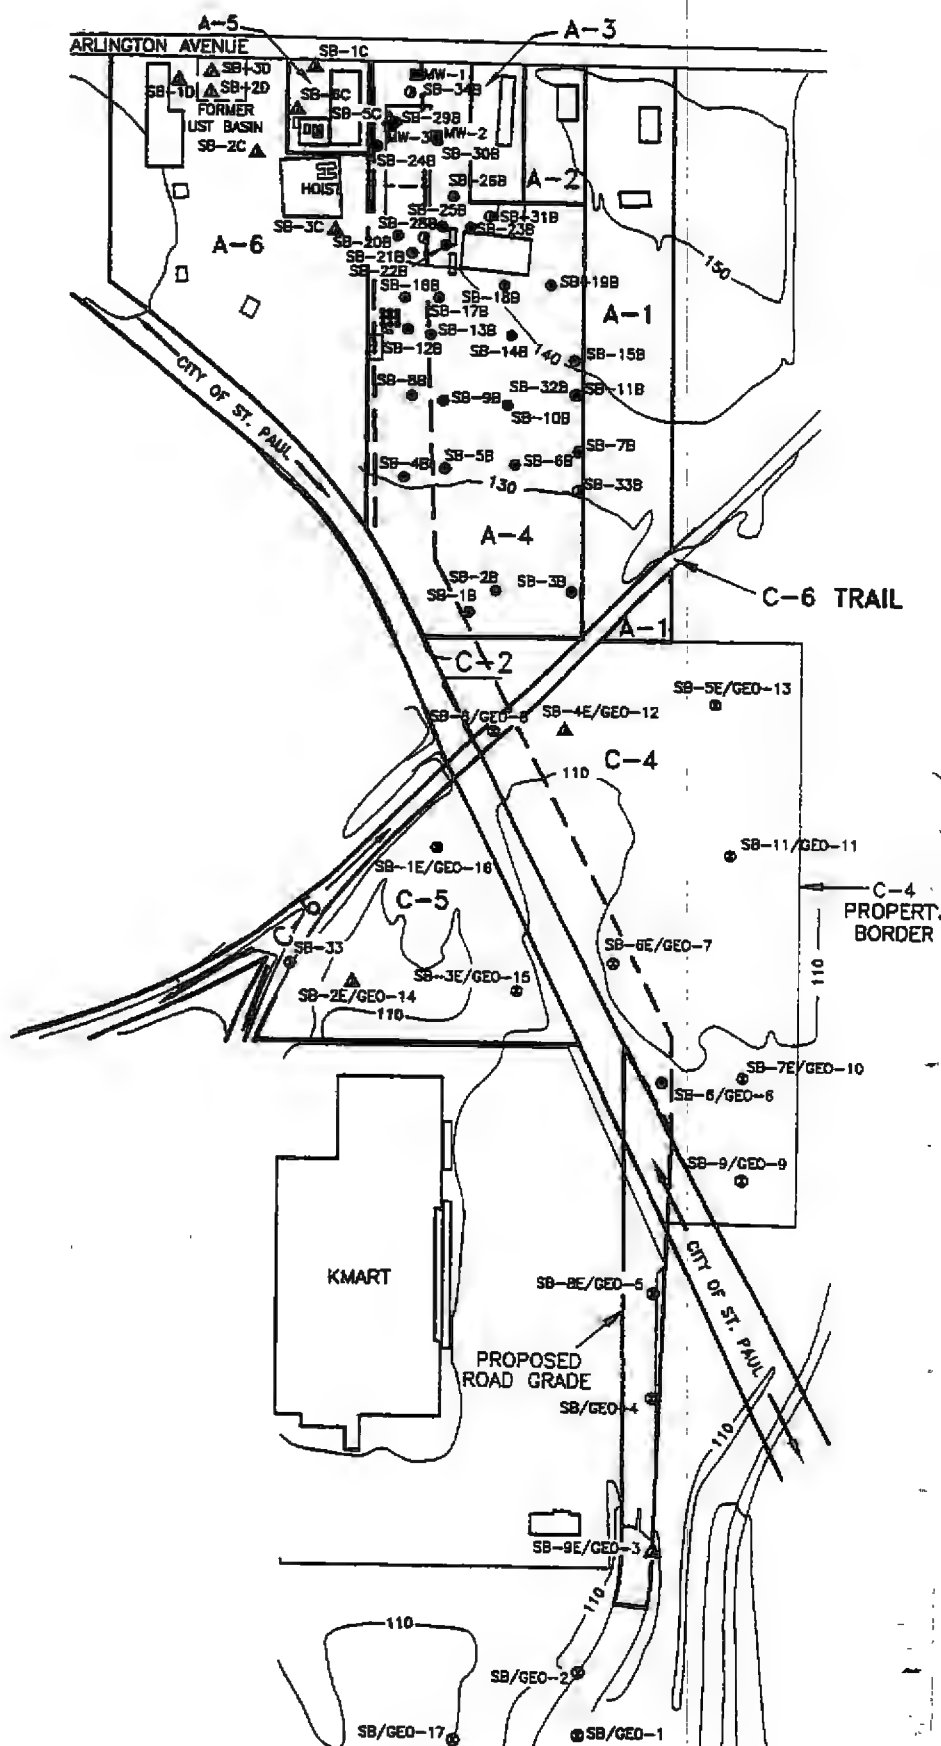 A-5
A-3
ARLINGTON AVENUE
SB-1C
SB-3D
MW-1
SB-1D
SB-2D
SB-34B
SB-6C
FORMER
UST BASIN
SB-5C
SB-29B
MW-3
MW-2
SB-2C
SB-30B
SB-24B
HOIST
A-2
SB-26B
SB-3C
SB-25B
SB-31B
A-6
SB-20B
SB-28B
SB-23B
SB-21B
SB-22B
150
SB-16B
SB-18B
SB-19B
SB-17B
A-1
SB-13B
SB-12B
SB-14B
140
SB-15B
CITY OF ST. PAUL
SB-8B
SB-32B
SB-11B
SB-9B
SB-10B
SB-7B
SB-4B
SB-5B
SB-6B
130
SB-33B
A-4
SB-2B
SB-3B
SB-1B
C-6 TRAIL
A-1
C-2
SB-5E/GEO-13
SB-4E/GEO-12
C-4
110
SB-11/GEO-11
SB-1E/GEO-16
C-5
C-4
PROPERTY
BORDER
C-6
SB-33
SB-6E/GEO-7
SB-3E/GEO-15
SB-2E/GEO-14
110
110
SB-7E/GEO-10
SB-6/GEO-6
SB-9/GEO-9
KMART
CITY OF ST. PAUL
SB-8E/GEO-5
PROPOSED
ROAD GRADE
SB/GEO-4
110
SB-9E/GEO-3
110
110
SB/GEO-2
SB/GEO-17
SB/GEO-1